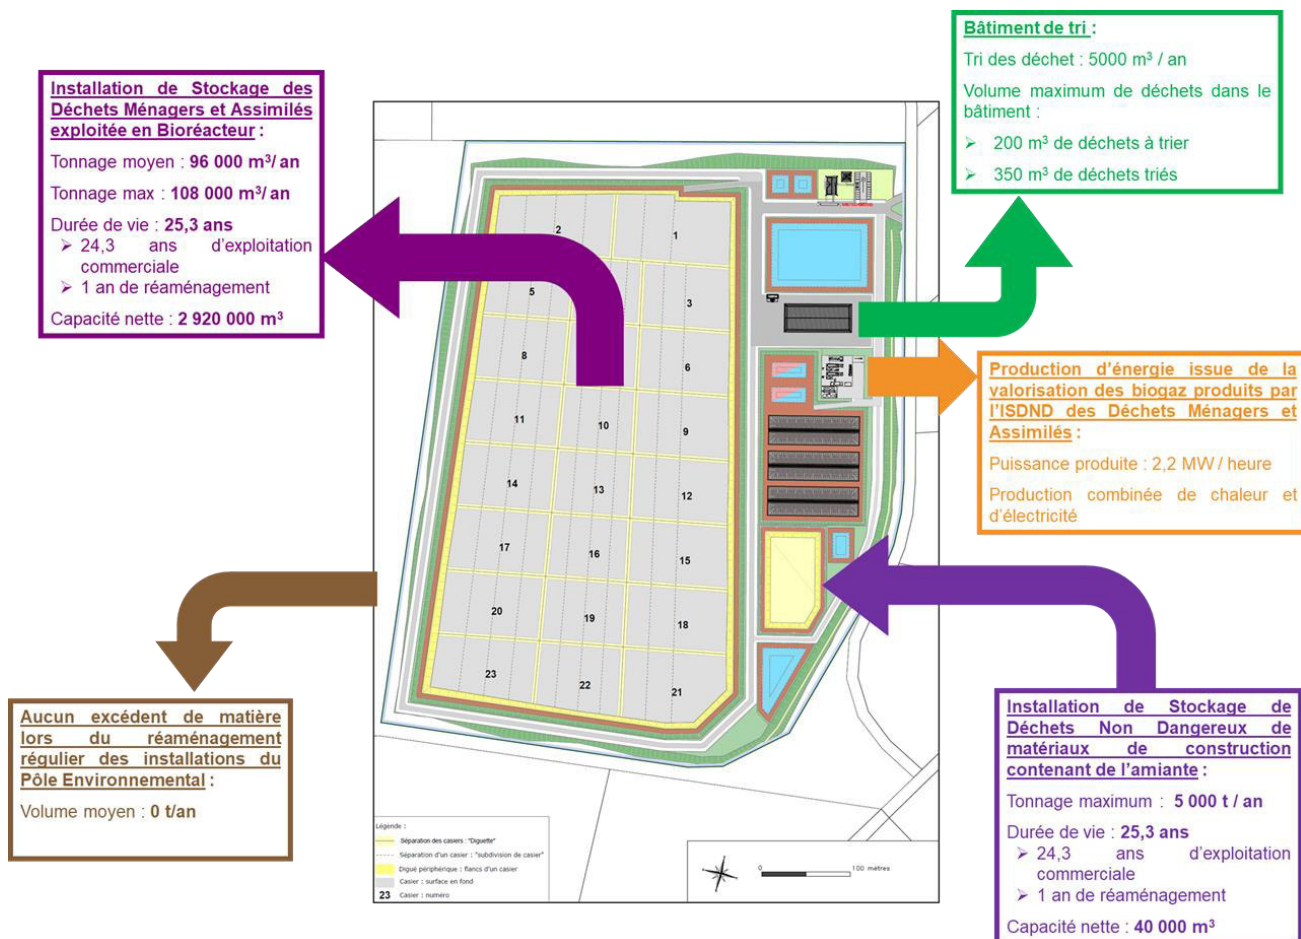 Installation de Stockage des
Déchets Ménagers et Assimilés
exploitée en Bioréacteur :
Tonnage moyen : 96 000 m³/ an
Tonnage max : 108 000 m³/ an
Durée de vie : 25,3 ans
➢ 24,3 ans d'exploitation
commerciale
➢ 1 an de réaménagement
Capacité nette : 2 920 000 m³
Bâtiment de tri :
Tri des déchet : 5000 m³ / an
Volume maximum de déchets dans le
bâtiment :
➢ 200 m³ de déchets à trier
➢ 350 m³ de déchets triés
Production d'énergie issue de la
valorisation des biogaz produits par
l'ISDND des Déchets Ménagers et
Assimilés :
Puissance produite : 2,2 MW / heure
Production combinée de chaleur et
d'électricité
2
1
5
3
8
6
11
10
9
14
13
12
17
16
15
20
19
18
23
22
21
Aucun excédent de matière
lors du réaménagement
régulier des installations du
Pôle Environnemental :
Volume moyen : 0 t/an
Installation de Stockage de
Déchets Non Dangereux de
matériaux de construction
contenant de l'amiante :
Tonnage maximum : 5 000 t / an
Durée de vie : 25,3 ans
➢ 24,3 ans d'exploitation
commerciale
➢ 1 an de réaménagement
Capacité nette : 40 000 m³
Légende :
Séparation des casiers : "Diguette"
Séparation d'un casier : "subdivision de casier"
Digue périphérique : flancs d'un casier
Casier : surface en fond
23 Casier : numéro
0 100 mètres